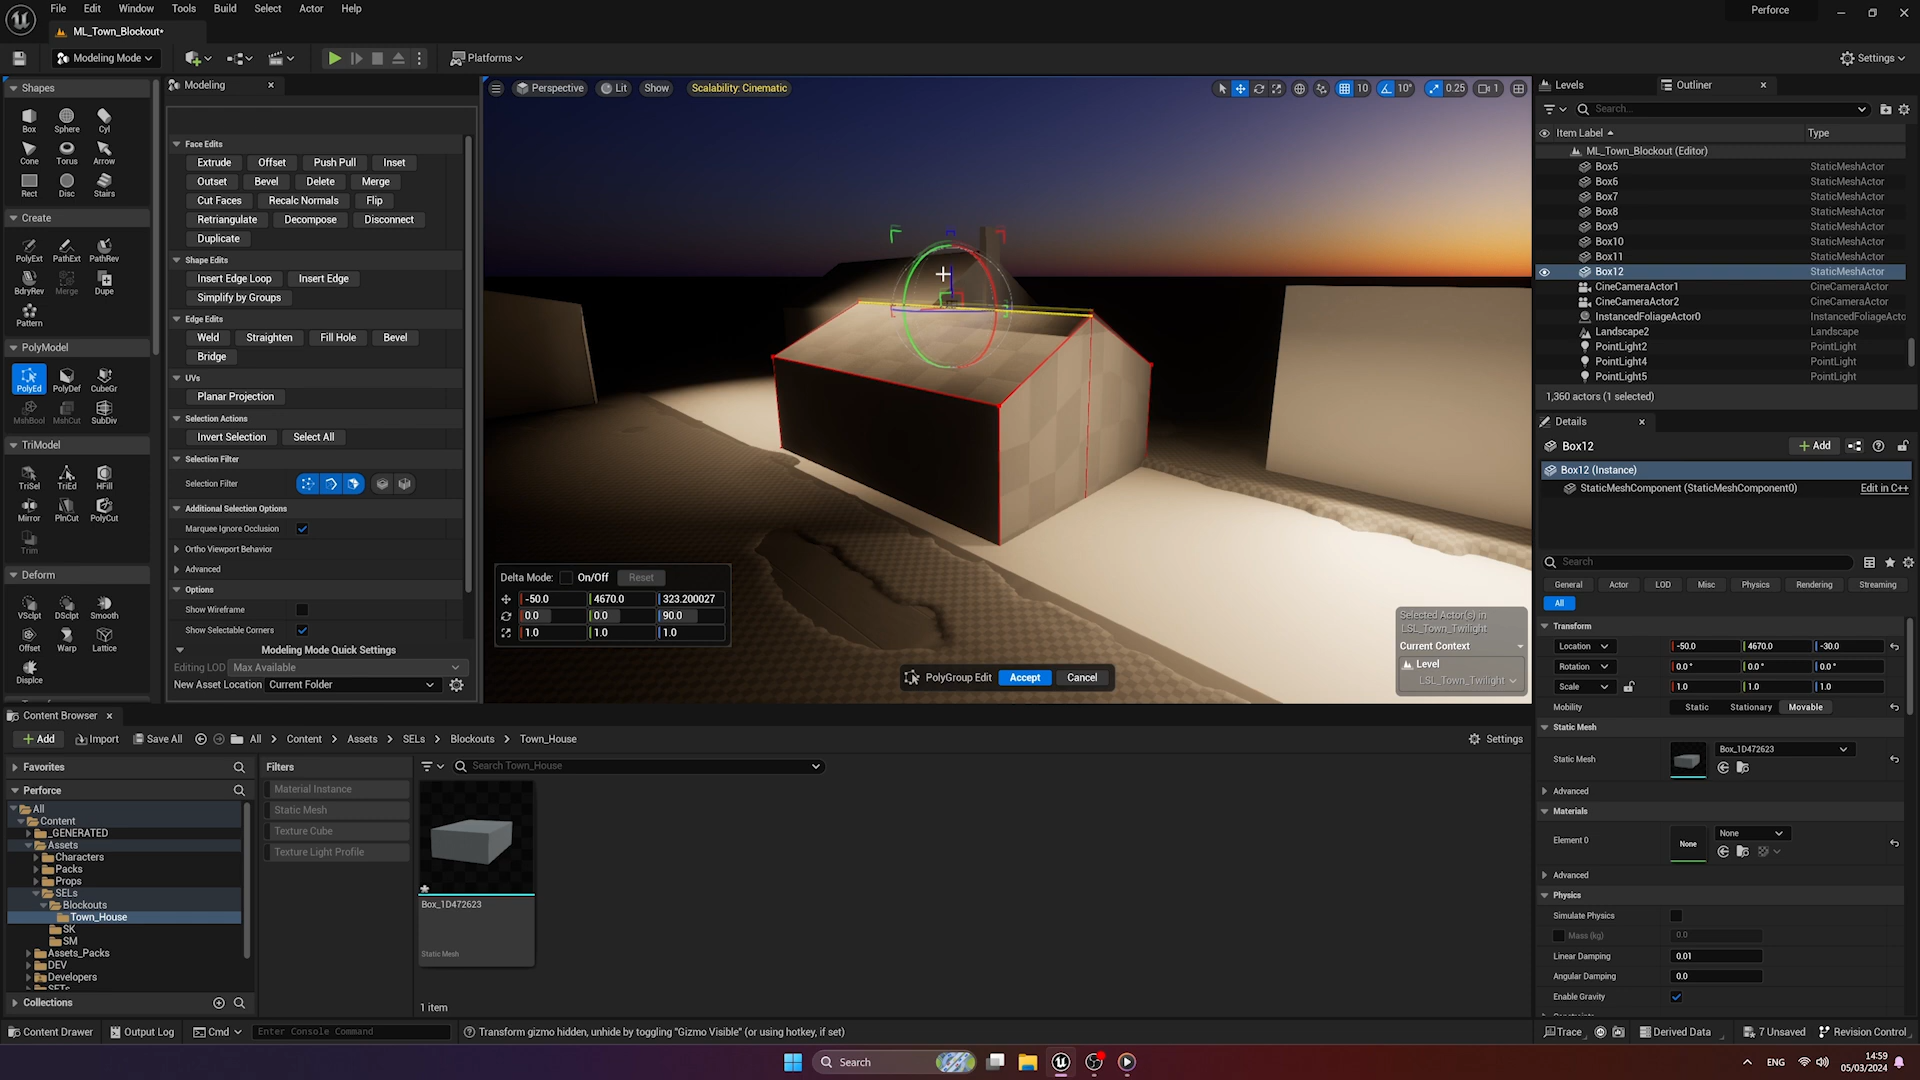 File Edit Window Tools Build Select Actor Help
Perforce
ML_Town_Blockout*
Modeling Mode
Platforms
Settings
Shapes
Box Sphere Cyl
Cone Torus Arrow
Rect Disc Stairs
Create
PolyExt PathExt PathRev
BdryRev Merge Dupe
Pattern
PolyModel
PolyEd PolyDef CubeGr
MshBool MshCut SubDiv
TriModel
TriSel TriEd HFill
Mirror PlnCut PolyCut
Trim
Deform
VSclpt DSclpt Smooth
Offset Warp Lattice
Displce
Modeling
Face Edits
Extrude Offset Push Pull Inset
Outset Bevel Delete Merge
Cut Faces Recalc Normals Flip
Retriangulate Decompose Disconnect
Duplicate
Shape Edits
Insert Edge Loop Insert Edge
Simplify by Groups
Edge Edits
Weld Straighten Fill Hole Bevel
Bridge
UVs
Planar Projection
Selection Actions
Invert Selection Select All
Selection Filter
Selection Filter
Additional Selection Options
Marquee Ignore Occlusion
Ortho Viewport Behavior
Advanced
Options
Show Wireframe
Show Selectable Corners
Modeling Mode Quick Settings
Editing LOD Max Available
New Asset Location Current Folder
Perspective Lit Show Scalability: Cinematic
10 10° 0.25 1
Delta Mode: On/Off Reset
-50.0 4670.0 323.200027
0.0 0.0 90.0
1.0 1.0 1.0
PolyGroup Edit Accept Cancel
Selected Actor(s) in
LSL_Town_Twilight
Current Context
Level
LSL_Town_Twilight
Levels Outliner
Search...
Item Label Type
ML_Town_Blockout (Editor)
Box5 StaticMeshActor
Box6 StaticMeshActor
Box7 StaticMeshActor
Box8 StaticMeshActor
Box9 StaticMeshActor
Box10 StaticMeshActor
Box11 StaticMeshActor
Box12 StaticMeshActor
CineCameraActor1 CineCameraActor
CineCameraActor2 CineCameraActor
InstancedFoliageActor0 InstancedFoliageActo
Landscape2 Landscape
PointLight2 PointLight
PointLight4 PointLight
PointLight5 PointLight
1,360 actors (1 selected)
Details
Box12 Add
Box12 (Instance)
StaticMeshComponent (StaticMeshComponent0) Edit in C++
Search
General Actor LOD Misc Physics Rendering Streaming
All
Transform
Location -50.0 4670.0 -30.0
Rotation 0.0° 0.0° 0.0°
Scale 1.0 1.0 1.0
Mobility Static Stationary Movable
Static Mesh
Static Mesh Box_1D472623
Advanced
Materials
Element 0 None None
Advanced
Physics
Simulate Physics
Mass (kg) 0.0
Linear Damping 0.01
Angular Damping 0.0
Enable Gravity
Content Browser
Add Import Save All All Content Assets SELs Blockouts Town_House Settings
Favorites
Perforce
All
Content
_GENERATED
Assets
Characters
Packs
Props
SELs
Blockouts
Town_House
SK
SM
Assets_Packs
DEV
Developers
Collections
Filters
Material Instance
Static Mesh
Texture Cube
Texture Light Profile
Search Town_House
Box_1D472623
Static Mesh
1 item
Content Drawer Output Log Cmd Enter Console Command Transform gizmo hidden, unhide by toggling "Gizmo Visible" (or using hotkey, if set) Trace Derived Data 7 Unsaved Revision Control
Search
ENG
14:59
05/03/2024